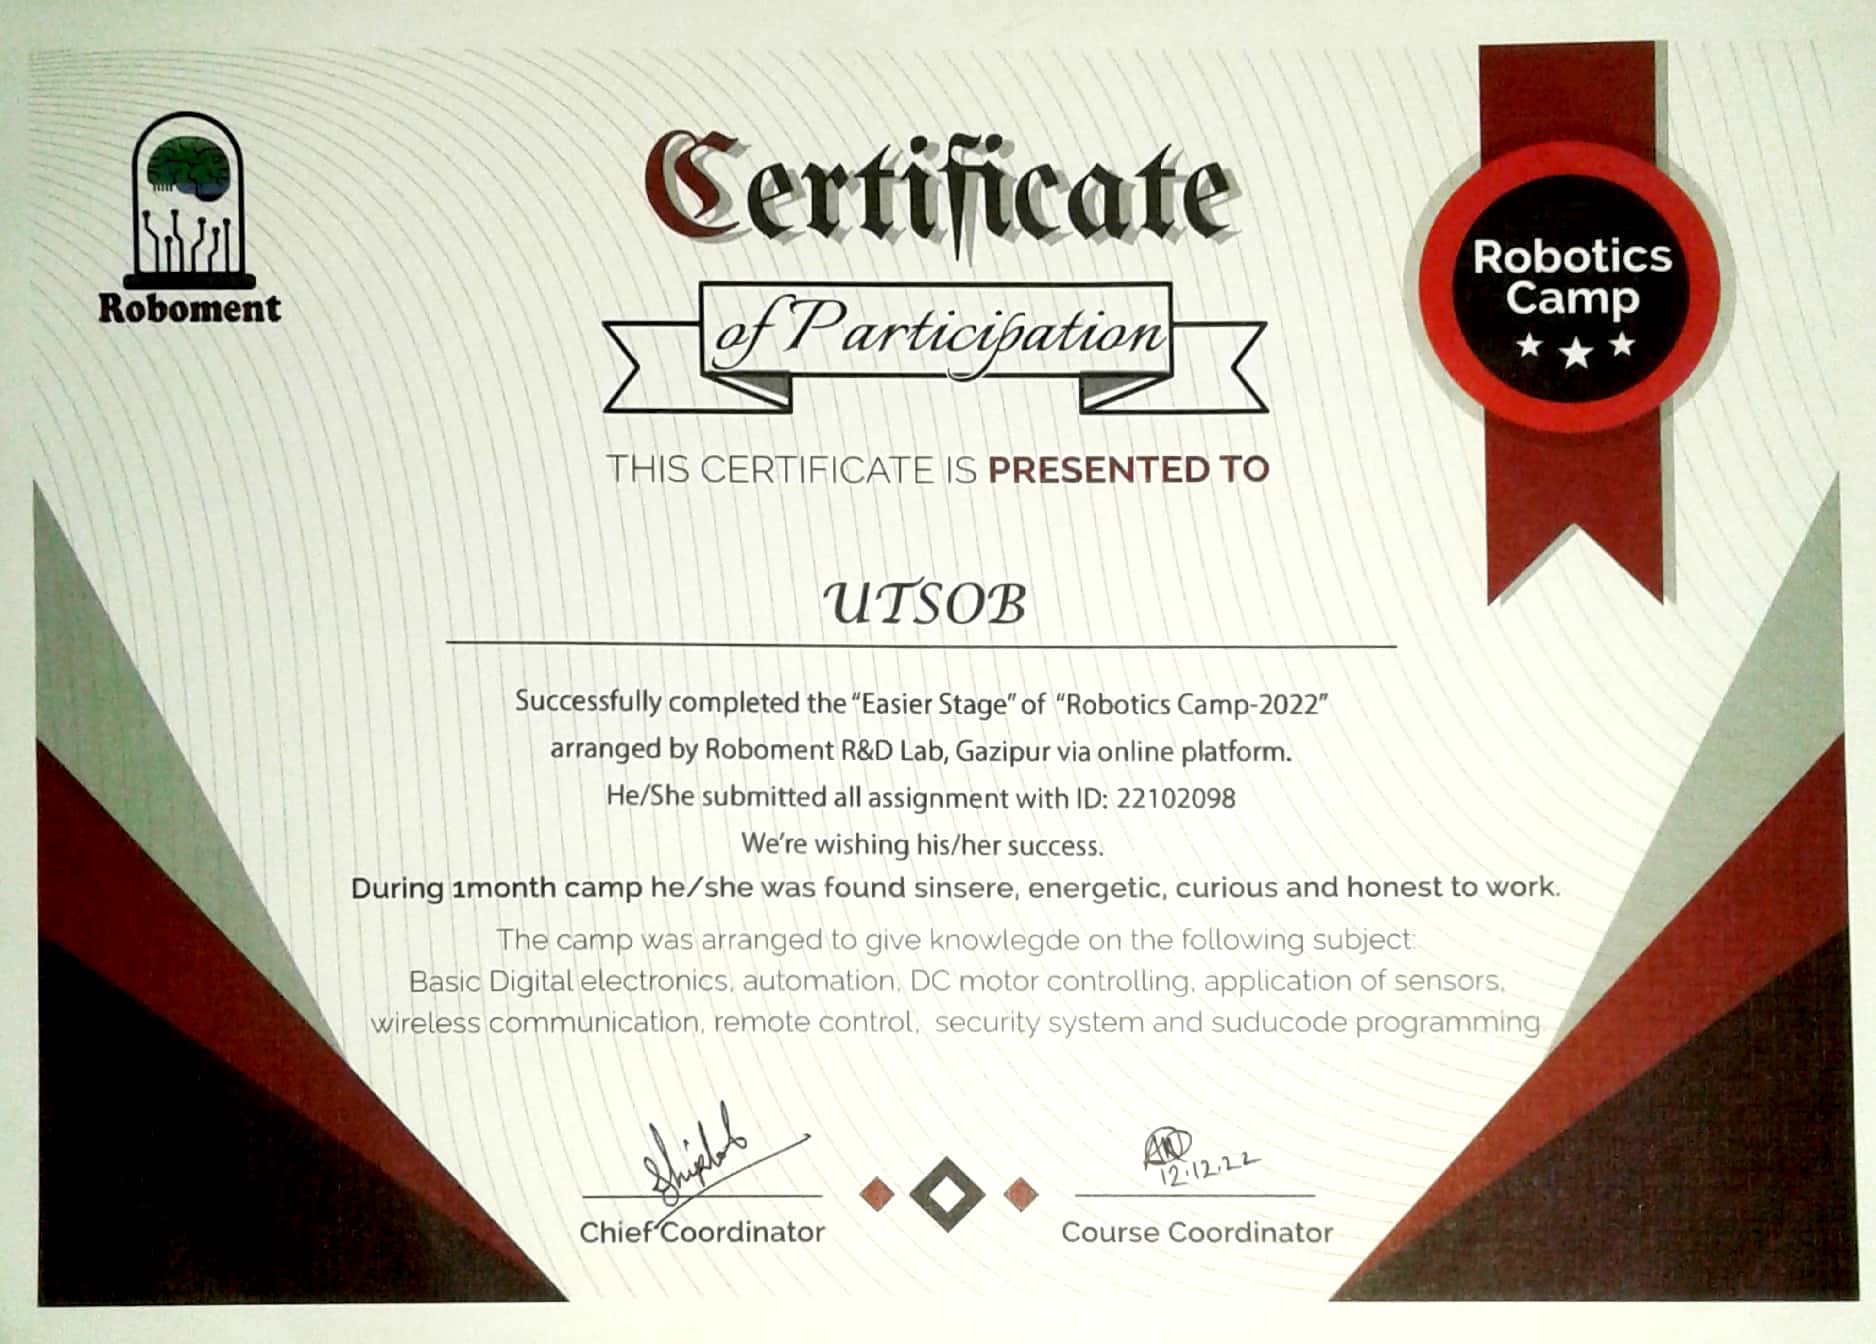 Roboment
Certificate
of Participation
Robotics
Camp
THIS CERTIFICATE IS PRESENTED TO
UTSOB
Successfully completed the “Easier Stage” of “Robotics Camp-2022”
arranged by Roboment R&D Lab, Gazipur via online platform.
He/She submitted all assignment with ID: 22102098
We’re wishing his/her success.
During 1month camp he/she was found sinsere, energetic, curious and honest to work.
The camp was arranged to give knowlegde on the following subject:
Basic Digital electronics, automation, DC motor controlling, application of sensors,
wireless communication, remote control, security system and suducode programming
12.12.22
Chief Coordinator
Course Coordinator